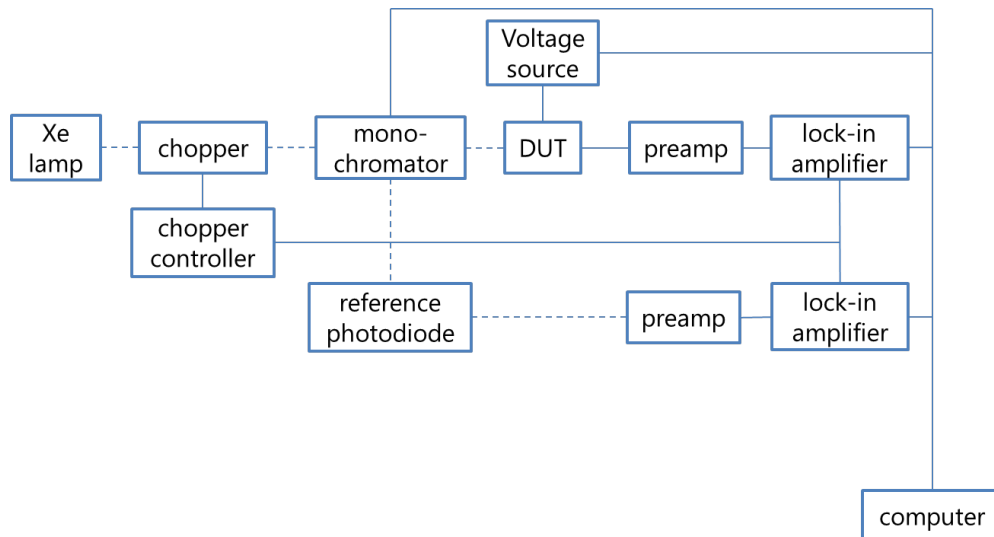 Voltage
source
Xe
lamp
chopper
mono-
chromator
DUT
preamp
lock-in
amplifier
chopper
controller
reference
photodiode
preamp
lock-in
amplifier
computer